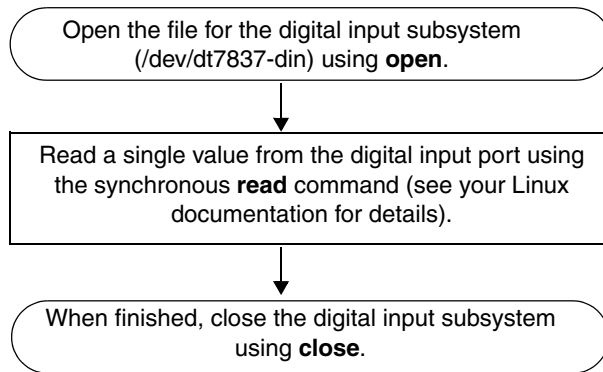 Open the file for the digital input subsystem
(/dev/dt7837-din) using open.
Read a single value from the digital input port using
the synchronous read command (see your Linux
documentation for details).
When finished, close the digital input subsystem
using close.